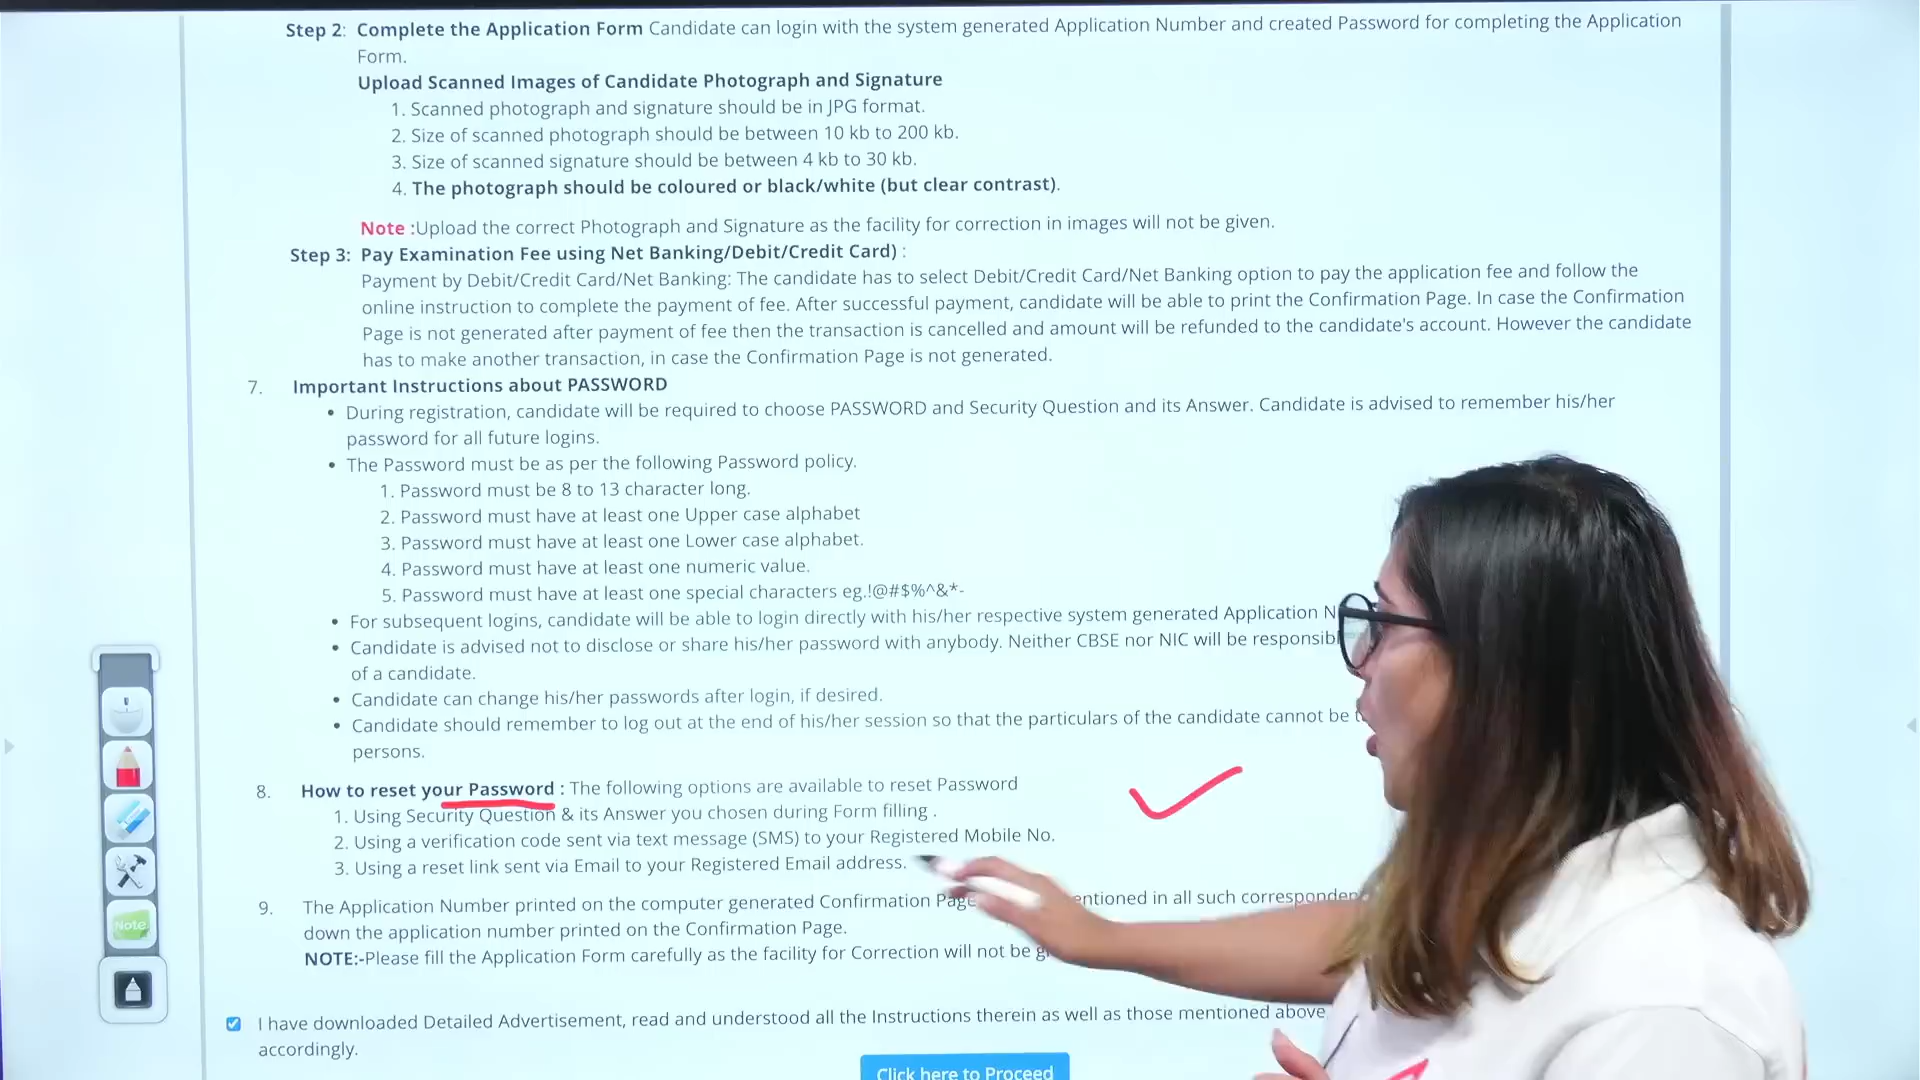 Step 2: Complete the Application Form Candidate can login with the system generated Application Number and created Password for completing the Application
Form.
Upload Scanned Images of Candidate Photograph and Signature
1. Scanned photograph and signature should be in JPG format.
2. Size of scanned photograph should be between 10 kb to 200 kb.
3. Size of scanned signature should be between 4 kb to 30 kb.
4. The photograph should be coloured or black/white (but clear contrast).
Note :Upload the correct Photograph and Signature as the facility for correction in images will not be given.
Step 3: Pay Examination Fee using Net Banking/Debit/Credit Card) :
Payment by Debit/Credit Card/Net Banking: The candidate has to select Debit/Credit Card/Net Banking option to pay the application fee and follow the
online instruction to complete the payment of fee. After successful payment, candidate will be able to print the Confirmation Page. In case the Confirmation
Page is not generated after payment of fee then the transaction is cancelled and amount will be refunded to the candidate's account. However the candidate
has to make another transaction, in case the Confirmation Page is not generated.
7. Important Instructions about PASSWORD
• During registration, candidate will be required to choose PASSWORD and Security Question and its Answer. Candidate is advised to remember his/her
password for all future logins.
• The Password must be as per the following Password policy.
1. Password must be 8 to 13 character long.
2. Password must have at least one Upper case alphabet
3. Password must have at least one Lower case alphabet.
4. Password must have at least one numeric value.
5. Password must have at least one special characters eg.!@#$%^&*-
• For subsequent logins, candidate will be able to login directly with his/her respective system generated Application
• Candidate is advised not to disclose or share his/her password with anybody. Neither CBSE nor NIC will be
of a candidate.
• Candidate can change his/her passwords after login, if desired.
• Candidate should remember to log out at the end of his/her session so that the particulars of the candidate cannot be
persons.
8. How to reset your Password : The following options are available to reset Password
1. Using Security Question & its Answer you chosen during Form filling .
2. Using a verification code sent via text message (SMS) to your Registered Mobile No.
3. Using a reset link sent via Email to your Registered Email address.
9. The Application Number printed on the computer generated Confirmation Page entioned in all such corresponden
down the application number printed on the Confirmation Page.
NOTE:-Please fill the Application Form carefully as the facility for Correction will not be
I have downloaded Detailed Advertisement, read and understood all the Instructions therein as well as those mentioned above
accordingly.
Click here to Proceed
Note